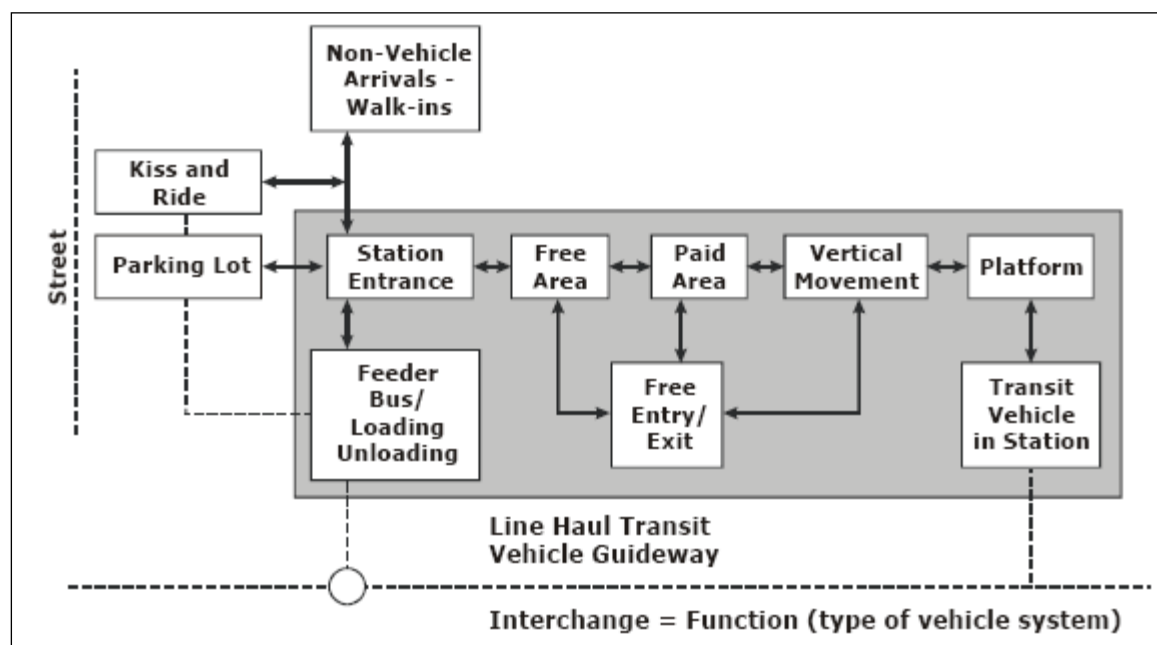 Non-Vehicle
Arrivals -
Walk-ins
Kiss and
Ride
Street
Parking Lot
Station
Entrance
Free
Area
Paid
Area
Vertical
Movement
Platform
Feeder
Bus/
Loading
Unloading
Free
Entry/
Exit
Transit
Vehicle
in Station
Line Haul Transit
Vehicle Guideway
Interchange = Function (type of vehicle system)